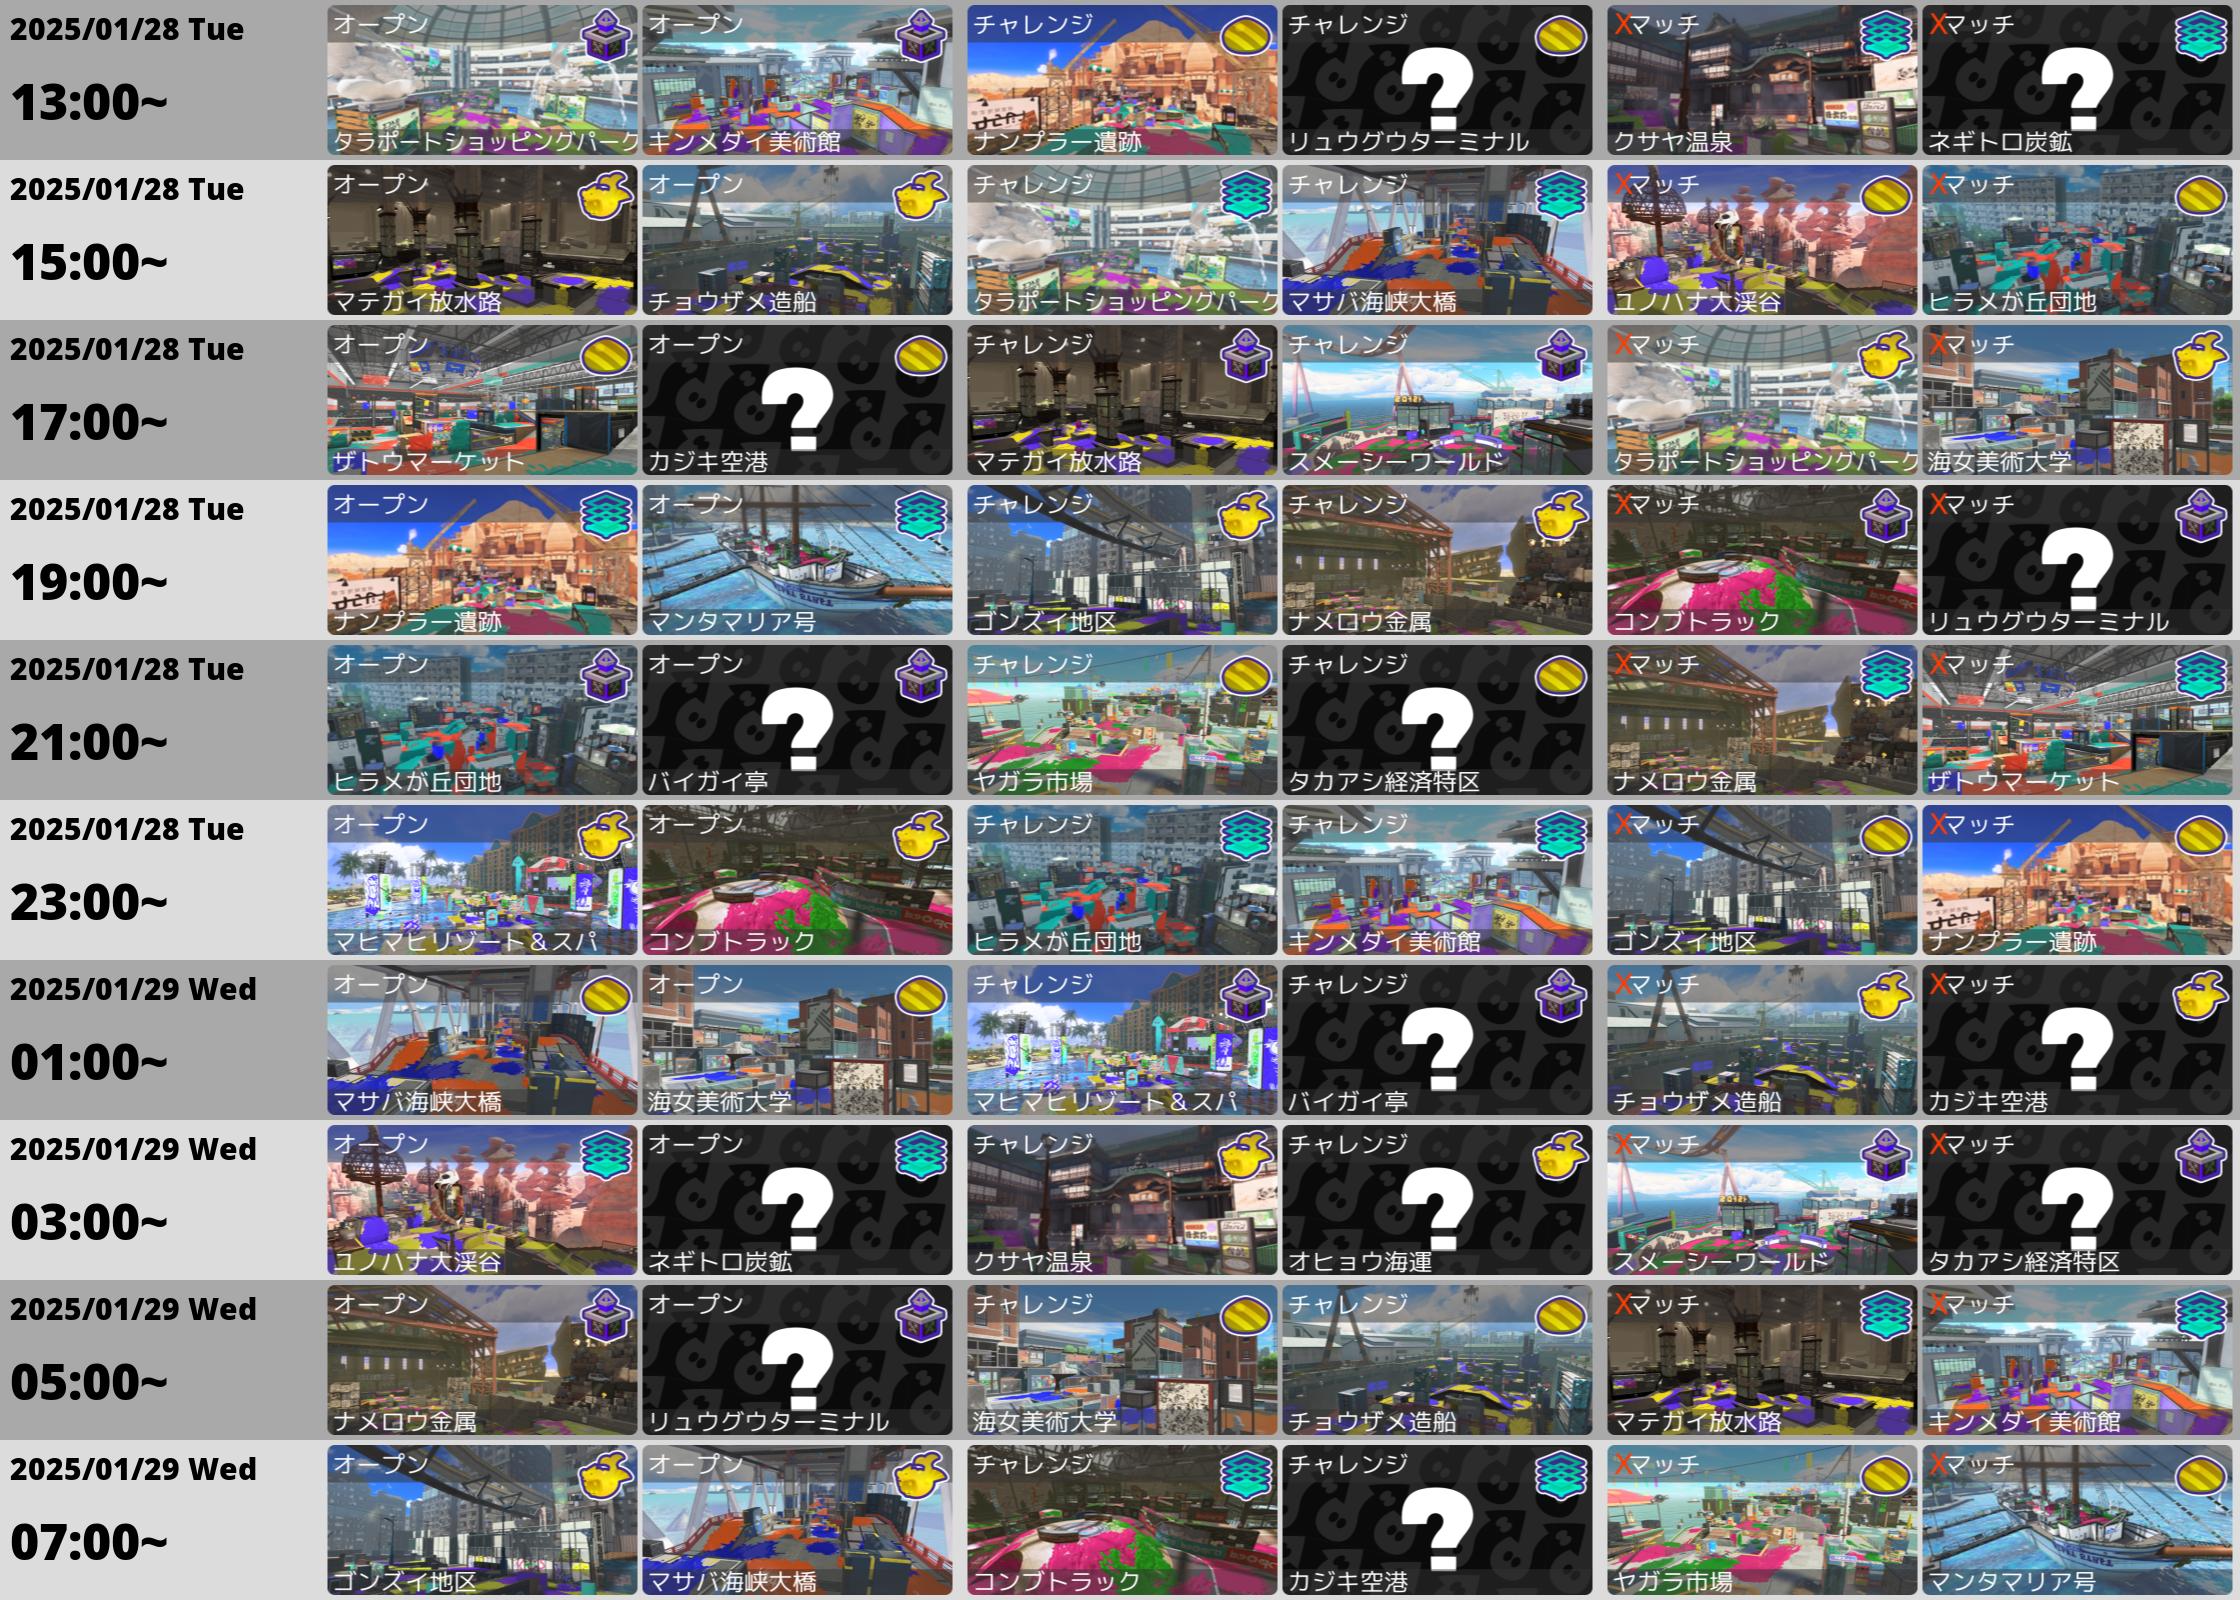 2025/01/28 Tue
13:00~
オープン
タラポートショッピングパーク
オープン
キンメダイ美術館
チャレンジ
ナンプラー遺跡
チャレンジ
リュウグウターミナル
Xマッチ
クサヤ温泉
Xマッチ
ネギトロ炭鉱
2025/01/28 Tue
15:00~
オープン
マテガイ放水路
オープン
チョウザメ造船
チャレンジ
タラポートショッピングパーク
チャレンジ
マサバ海峡大橋
Xマッチ
ユノハナ大渓谷
Xマッチ
ヒラメが丘団地
2025/01/28 Tue
17:00~
オープン
ザトウマーケット
オープン
カジキ空港
チャレンジ
マテガイ放水路
チャレンジ
スメーシーワールド
Xマッチ
タラポートショッピングパーク
Xマッチ
海女美術大学
2025/01/28 Tue
19:00~
オープン
ナンプラー遺跡
オープン
マンタマリア号
チャレンジ
ゴンズイ地区
チャレンジ
ナメロウ金属
Xマッチ
コンブトラック
Xマッチ
リュウグウターミナル
2025/01/28 Tue
21:00~
オープン
ヒラメが丘団地
オープン
バイガイ亭
チャレンジ
ヤガラ市場
チャレンジ
タカアシ経済特区
Xマッチ
ナメロウ金属
Xマッチ
ザトウマーケット
2025/01/28 Tue
23:00~
オープン
マヒマヒリゾート＆スパ
オープン
コンブトラック
チャレンジ
ヒラメが丘団地
チャレンジ
キンメダイ美術館
Xマッチ
ゴンズイ地区
Xマッチ
ナンプラー遺跡
2025/01/29 Wed
01:00~
オープン
マサバ海峡大橋
オープン
海女美術大学
チャレンジ
マヒマヒリゾート＆スパ
チャレンジ
バイガイ亭
Xマッチ
チョウザメ造船
Xマッチ
カジキ空港
2025/01/29 Wed
03:00~
オープン
ユノハナ大渓谷
オープン
ネギトロ炭鉱
チャレンジ
クサヤ温泉
チャレンジ
オヒョウ海運
Xマッチ
スメーシーワールド
Xマッチ
タカアシ経済特区
2025/01/29 Wed
05:00~
オープン
ナメロウ金属
オープン
リュウグウターミナル
チャレンジ
海女美術大学
チャレンジ
チョウザメ造船
Xマッチ
マテガイ放水路
Xマッチ
キンメダイ美術館
2025/01/29 Wed
07:00~
オープン
ゴンズイ地区
オープン
マサバ海峡大橋
チャレンジ
コンブトラック
チャレンジ
カジキ空港
Xマッチ
ヤガラ市場
Xマッチ
マンタマリア号